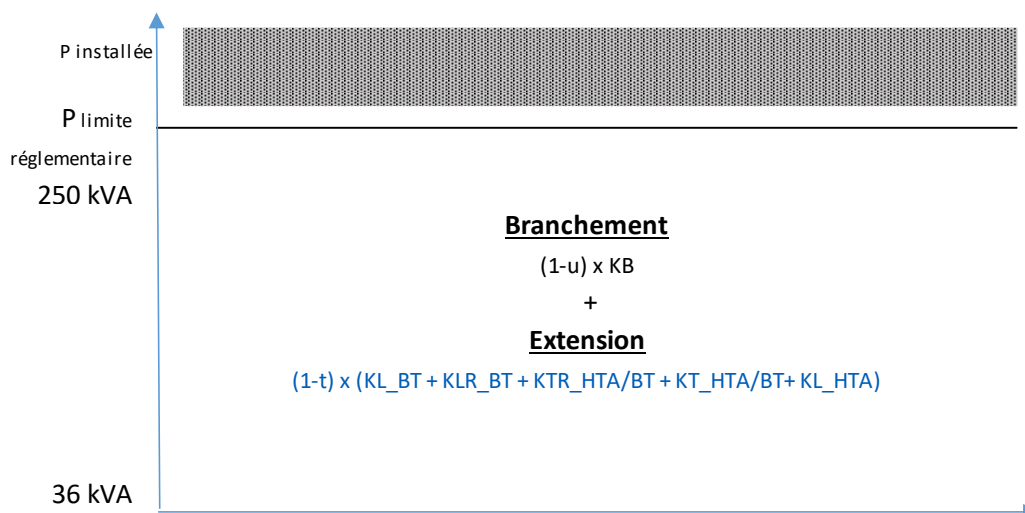 P installée
P limite
réglementaire
250 kVA
Branchement
(1-u) x KB
+
Extension
(1-t) x (KL_BT + KLR_BT + KTR_HTA/BT + KT_HTA/BT+ KL_HTA)
36 kVA